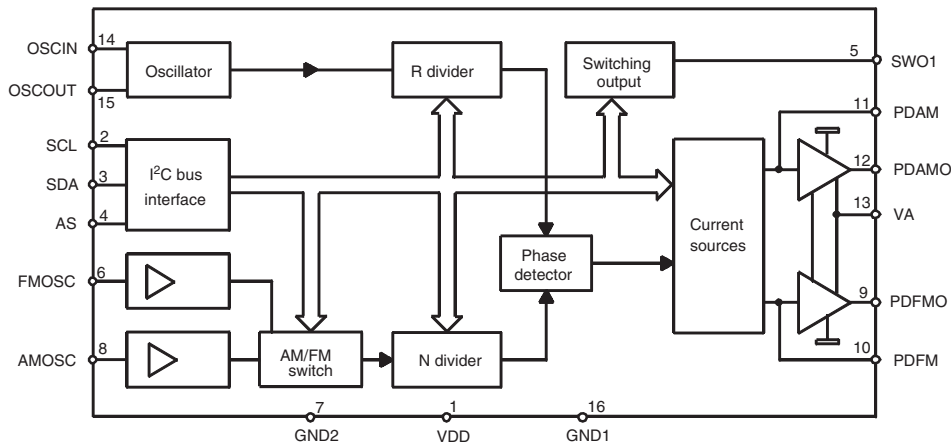 OSCIN
14
OSCOUT
15
Oscillator
R divider
Switching
output
5
SWO1
11
PDAM
SCL
2
SDA
3
AS
4
I²C bus
interface
12
PDAMO
13
VA
Current
sources
Phase
detector
FMOSC
6
9
PDFMO
AMOSC
8
AM/FM
switch
N divider
10
PDFM
7
GND2
1
VDD
16
GND1